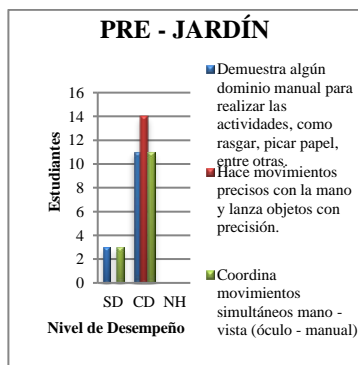 PRE - JARDÍN
Demuestra algún
dominio manual para
realizar las
actividades, como
rasgar, picar papel,
entre otras.
Hace movimientos
precisos con la mano
y lanza objetos con
precisión.
Coordina
movimientos
simultáneos mano -
vista (óculo - manual)
Estudiantes
16
14
12
10
8
6
4
2
0
SD CD NH
Nivel de Desempeño